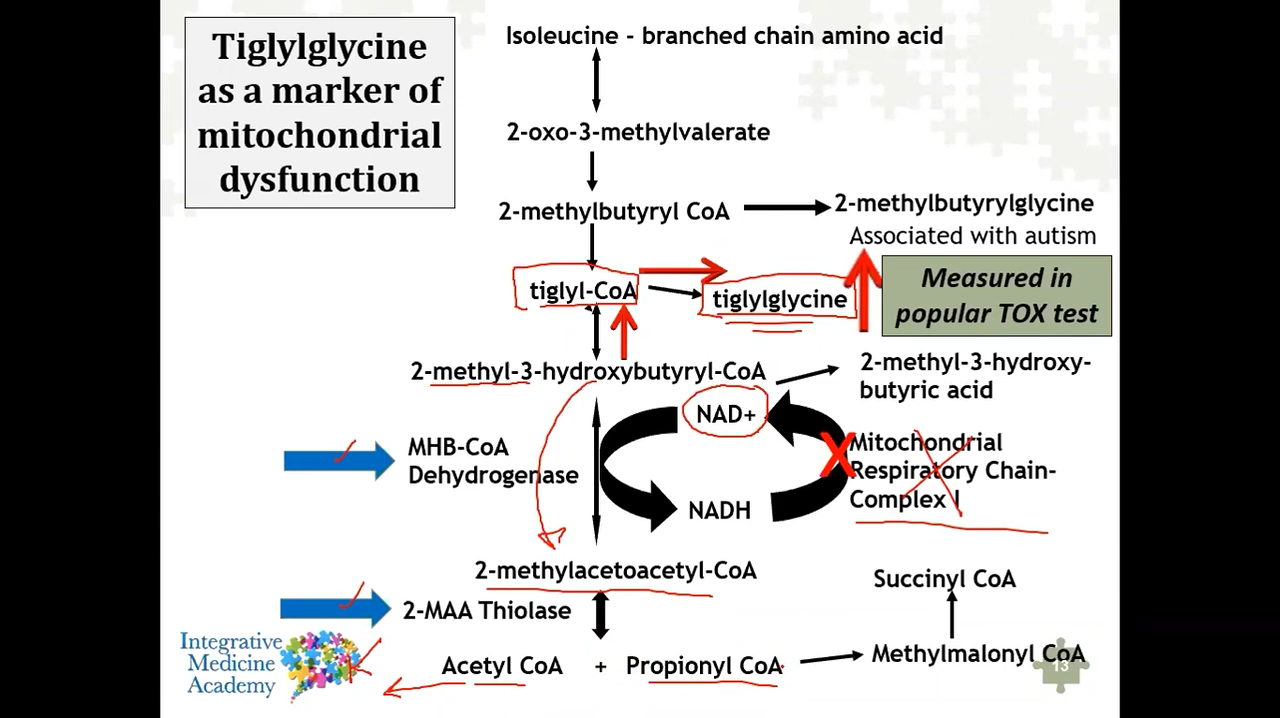 Tiglylglycine
as a marker of
mitochondrial
dysfunction
Isoleucine - branched chain amino acid
2-oxo-3-methylvalerate
2-methylbutyryl CoA
2-methylbutyrylglycine
Associated with autism
tiglyl-CoA
tiglylglycine
Measured in
popular TOX test
2-methyl-3-hydroxybutyryl-CoA
2-methyl-3-hydroxy-
butyric acid
NAD+
MHB-CoA
Dehydrogenase
X
Mitochondrial
Respiratory Chain-
Complex I
NADH
2-methylacetoacetyl-CoA
Succinyl CoA
2-MAA Thiolase
Integrative
Medicine
Academy
Acetyl CoA + Propionyl CoA
Methylmalonyl CoA
13